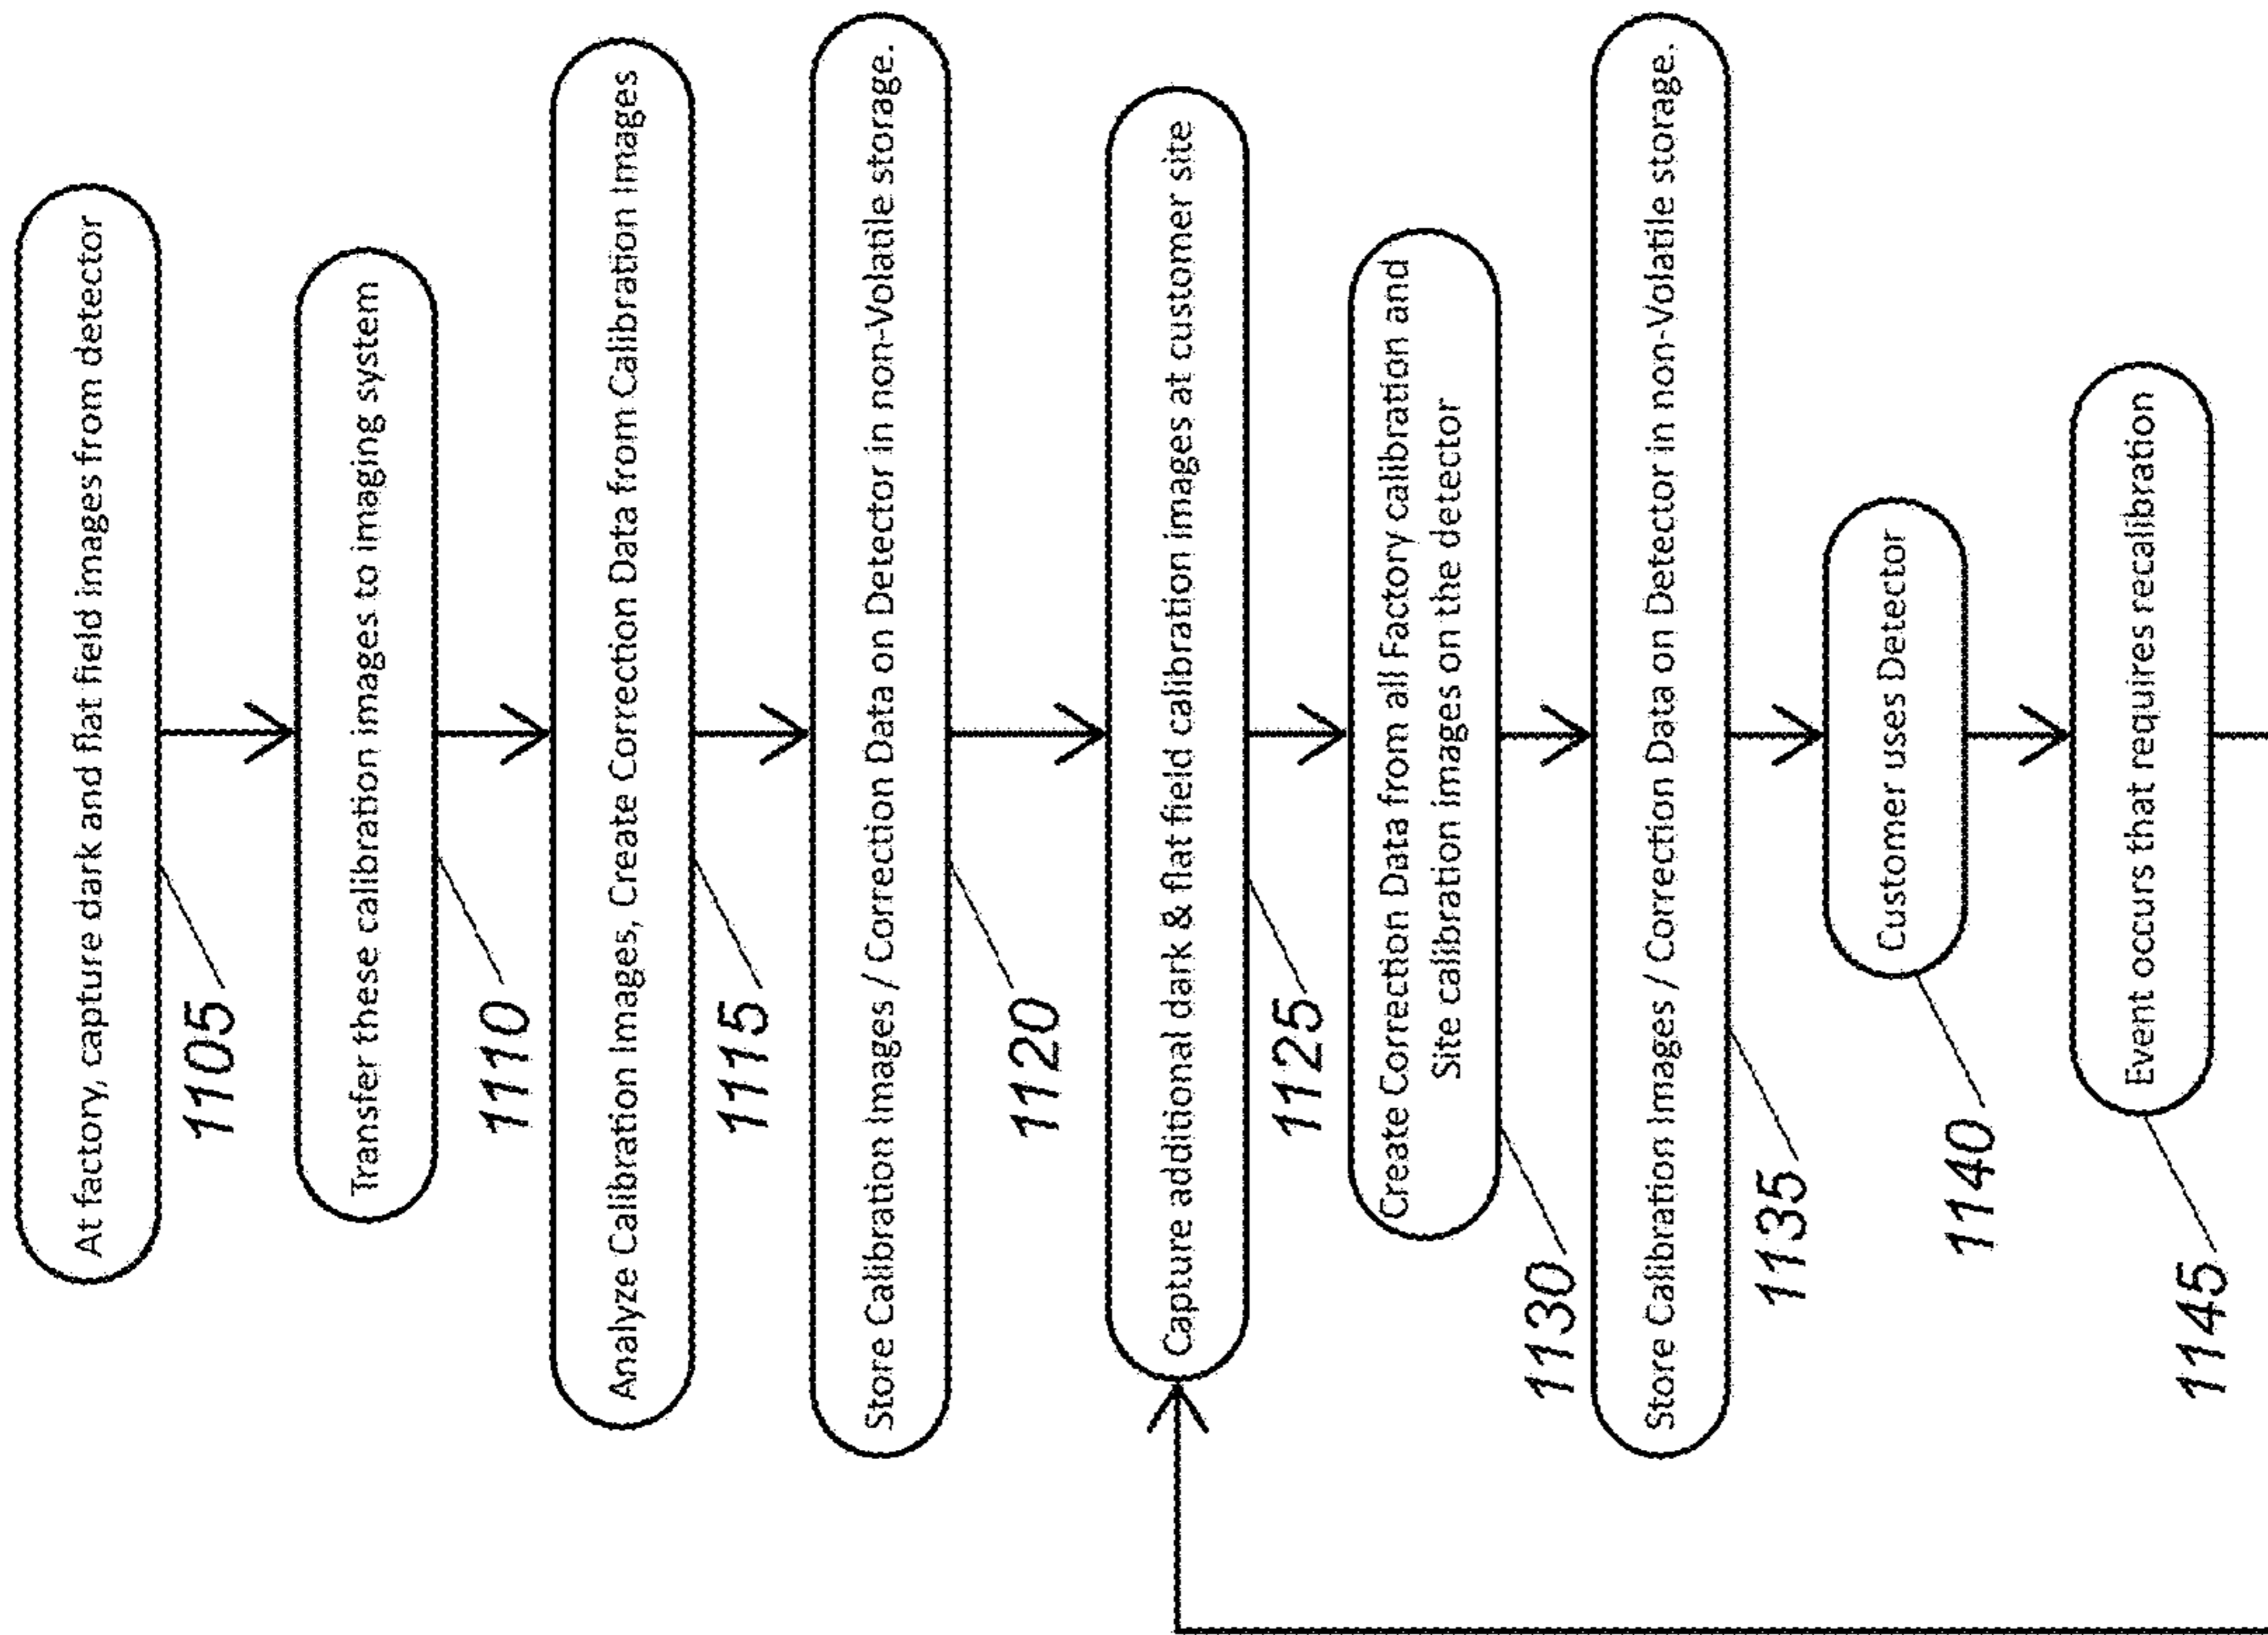 At factory, capture dark and flat field images from detector
1105
Transfer these calibration images to imaging system
1110
Analyze Calibration Images, Create Correction Data from Calibration Images
1115
Store Calibration Images / Correction Data on Detector in non-Volatile storage.
1120
Capture additional dark & flat field calibration images at customer site
1125
Create Correction Data from all Factory calibration and
Site calibration images on the detector
1130
Store Calibration Images / Correction Data on Detector in non-Volatile storage.
1135
Customer uses Detector
1140
Event occurs that requires recalibration
1145